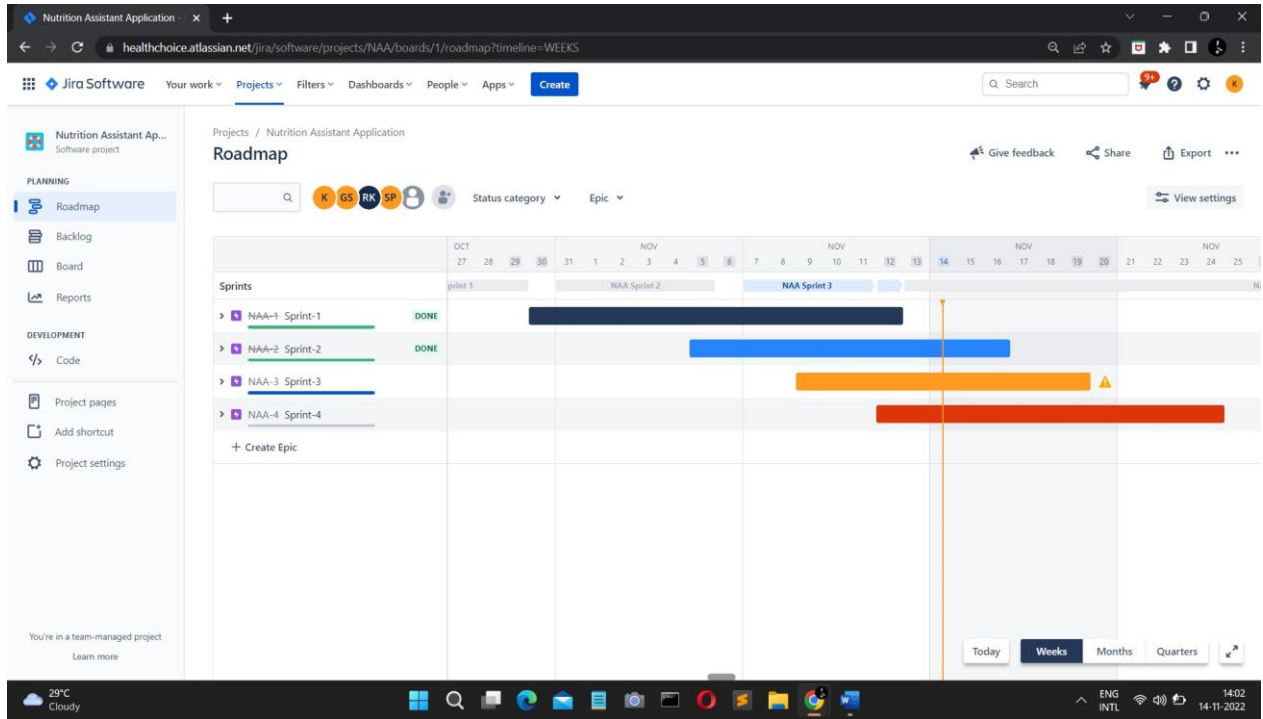 Nutrition Assistant Application -
healthchoice.atlassian.net/jira/software/projects/NAA/boards/1/roadmap?timeline=WEEKS
Jira Software Your work Projects Filters Dashboards People Apps Create Search 9+ K
Nutrition Assistant Ap...
Software project
PLANNING
Roadmap
Backlog
Board
Reports
DEVELOPMENT
Code
Project pages
Add shortcut
Project settings
You're in a team-managed project
Learn more
Projects / Nutrition Assistant Application
Roadmap
Give feedback Share Export
K GS RK SP Status category Epic View settings
OCT NOV NOV NOV NOV
27 28 29 30 31 1 2 3 4 5 6 7 8 9 10 11 12 13 14 15 16 17 18 19 20 21 22 23 24 25
Sprints print 1 NAA Sprint 2 NAA Sprint 3
NAA-1 Sprint-1 DONE
NAA-2 Sprint-2 DONE
NAA-3 Sprint-3
NAA-4 Sprint-4
+ Create Epic
Today Weeks Months Quarters
29°C
Cloudy
ENG
INTL
14:02
14-11-2022